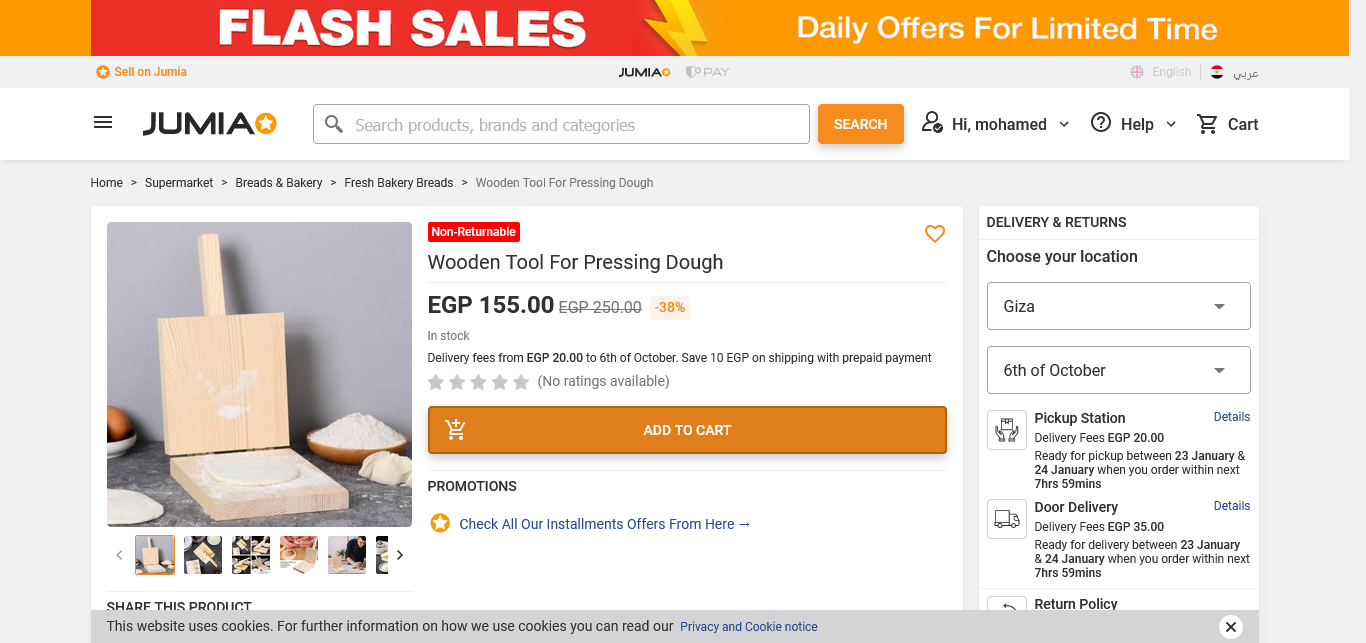 FLASH SALES
Daily Offers For Limited Time
Sell on Jumia
JUMIA
PAY
English
عربي
JUMIA
Search products, brands and categories
SEARCH
Hi, mohamed
Help
Cart
Home > Supermarket > Breads & Bakery > Fresh Bakery Breads > Wooden Tool For Pressing Dough
Non-Returnable
Wooden Tool For Pressing Dough
EGP 155.00 EGP 250.00 -38%
In stock
Delivery fees from EGP 20.00 to 6th of October. Save 10 EGP on shipping with prepaid payment
(No ratings available)
ADD TO CART
PROMOTIONS
Check All Our Installments Offers From Here →
SHARE THIS PRODUCT
DELIVERY & RETURNS
Choose your location
Giza
6th of October
Pickup Station
Details
Delivery Fees EGP 20.00
Ready for pickup between 23 January &
24 January when you order within next
7hrs 59mins
Door Delivery
Details
Delivery Fees EGP 35.00
Ready for delivery between 23 January
& 24 January when you order within next
7hrs 59mins
Return Policy
This website uses cookies. For further information on how we use cookies you can read our Privacy and Cookie notice